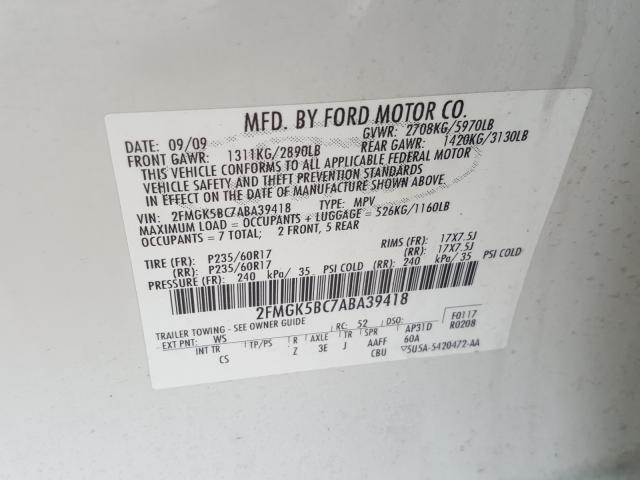 MFD. BY FORD MOTOR CO.
DATE: 09/09 GVWR: 2708KG/5970LB
FRONT GAWR: 1311KG/2890LB REAR GAWR: 1420KG/3130LB
THIS VEHICLE CONFORMS TO ALL APPLICABLE FEDERAL MOTOR
VEHICLE SAFETY AND THEFT PREVENTION STANDARDS
IN EFFECT ON THE DATE OF MANUFACTURE SHOWN ABOVE.
VIN: 2FMGK5BC7ABA39418 TYPE: MPV
MAXIMUM LOAD = OCCUPANTS + LUGGAGE = 526KG/1160LB
OCCUPANTS = 7 TOTAL; 2 FRONT, 5 REAR
TIRE (FR): P235/60R17 RIMS (FR): 17X7.5J
(RR): P235/60R17 (RR): 17X7.5J
PRESSURE (FR): 240 kPa/ 35 PSI COLD (RR): 240 kPa/ 35 PSI COLD
2FMGK5BC7ABA39418
TRAILER TOWING - SEE OWNER GUIDE
F0117
R0208
EXT PNT: WS RC: 52 DSO: AP31D
INT TR TP/PS R AXLE TR SPR 60A
CS Z 3E J AAFF
CBU 5U5A-5420472-AA